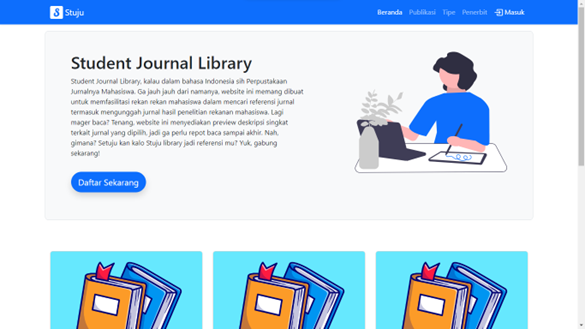 Stuju
Beranda Publikasi Tipe Penerbit Masuk
Student Journal Library
Student Journal Library, kalau dalam bahasa Indonesia sih Perpustakaan
Jurnalnya Mahasiswa. Ga jauh jauh dari namanya, website ini memang dibuat
untuk memfasilitasi rekan rekan mahasiswa dalam mencari referensi jurnal
termasuk mengunggah jurnal hasil penelitian rekanan mahasiswa. Lagi
mager baca? Tenang, website ini menyediakan preview deskripsi singkat
terkait jurnal yang dipilih, jadi ga perlu repot baca sampai akhir. Nah,
gimana? Setuju kan kalo Stuju library jadi referensi mu? Yuk, gabung
sekarang!
Daftar Sekarang